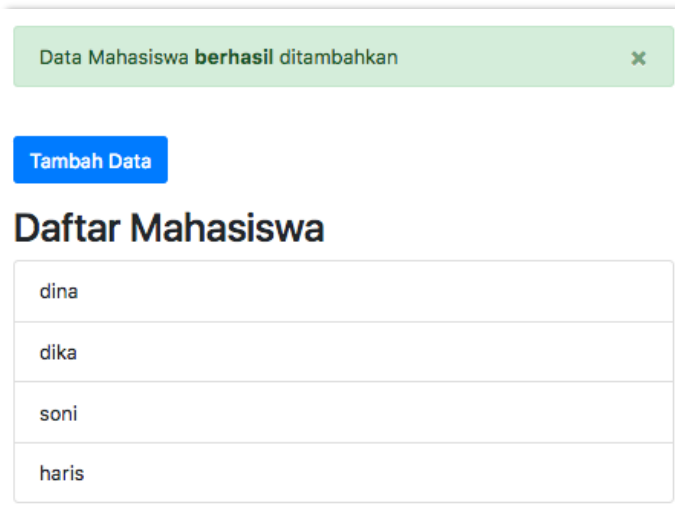 Data Mahasiswa berhasil ditambahkan ×
Tambah Data
Daftar Mahasiswa
dina
dika
soni
haris